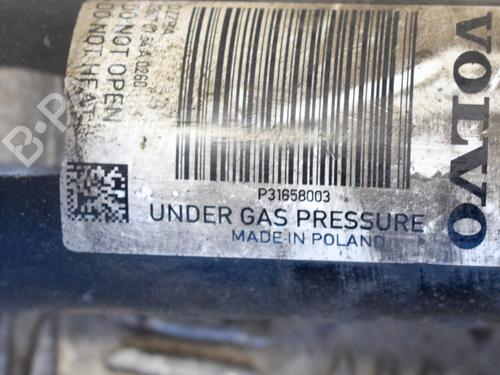 VOLVO
DO NOT OPEN
DO NOT HEAT
P31658003
UNDER GAS PRESSURE
MADE IN POLAND